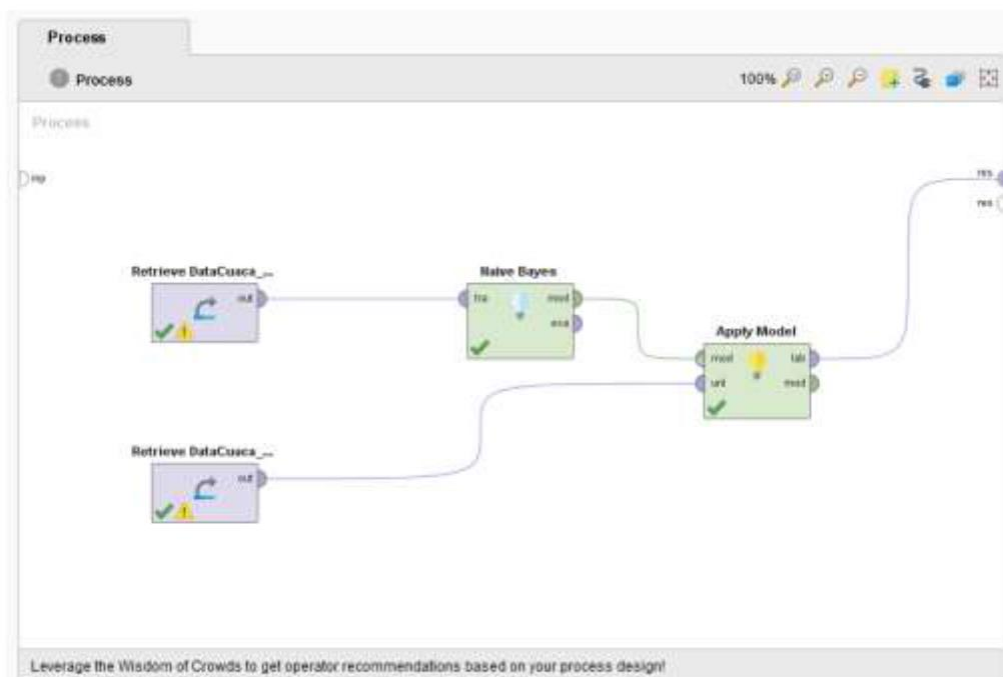 Process
Process
100%
Process
inp
res
res
Retrieve DataCuaca_...
out
Naive Bayes
tra
mod
exa
Apply Model
mod
lab
unl
mod
Retrieve DataCuaca_...
out
Leverage the Wisdom of Crowds to get operator recommendations based on your process design!